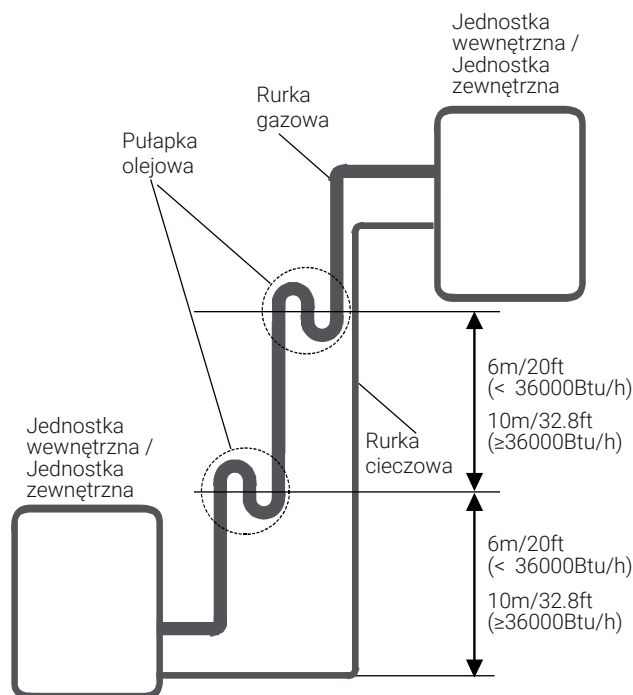 Jednostka
wewnętrzna /
Jednostka
zewnętrzna
Rurka
gazowa
Pułapka
olejowa
6m/20ft
(< 36000Btu/h)
10m/32.8ft
(≥36000Btu/h)
Jednostka
wewnętrzna /
Jednostka
zewnętrzna
Rurka
cieczowa
6m/20ft
(< 36000Btu/h)
10m/32.8ft
(≥36000Btu/h)